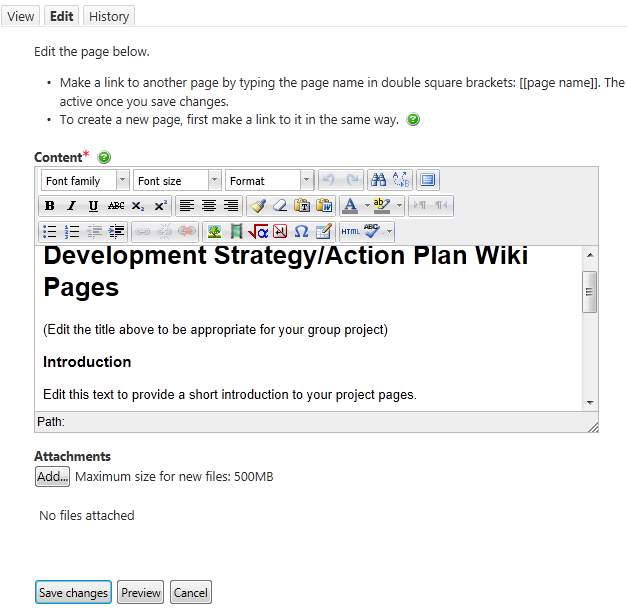 View Edit History
Edit the page below.
• Make a link to another page by typing the page name in double square brackets: [[page name]]. The
active once you save changes.
• To create a new page, first make a link to it in the same way.
Content*
Font family Font size Format
B I U ABC x₂ x²
HTML ABC
Development Strategy/Action Plan Wiki
Pages
(Edit the title above to be appropriate for your group project)
Introduction
Edit this text to provide a short introduction to your project pages.
Path:
Attachments
Add... Maximum size for new files: 500MB
No files attached
Save changes Preview Cancel